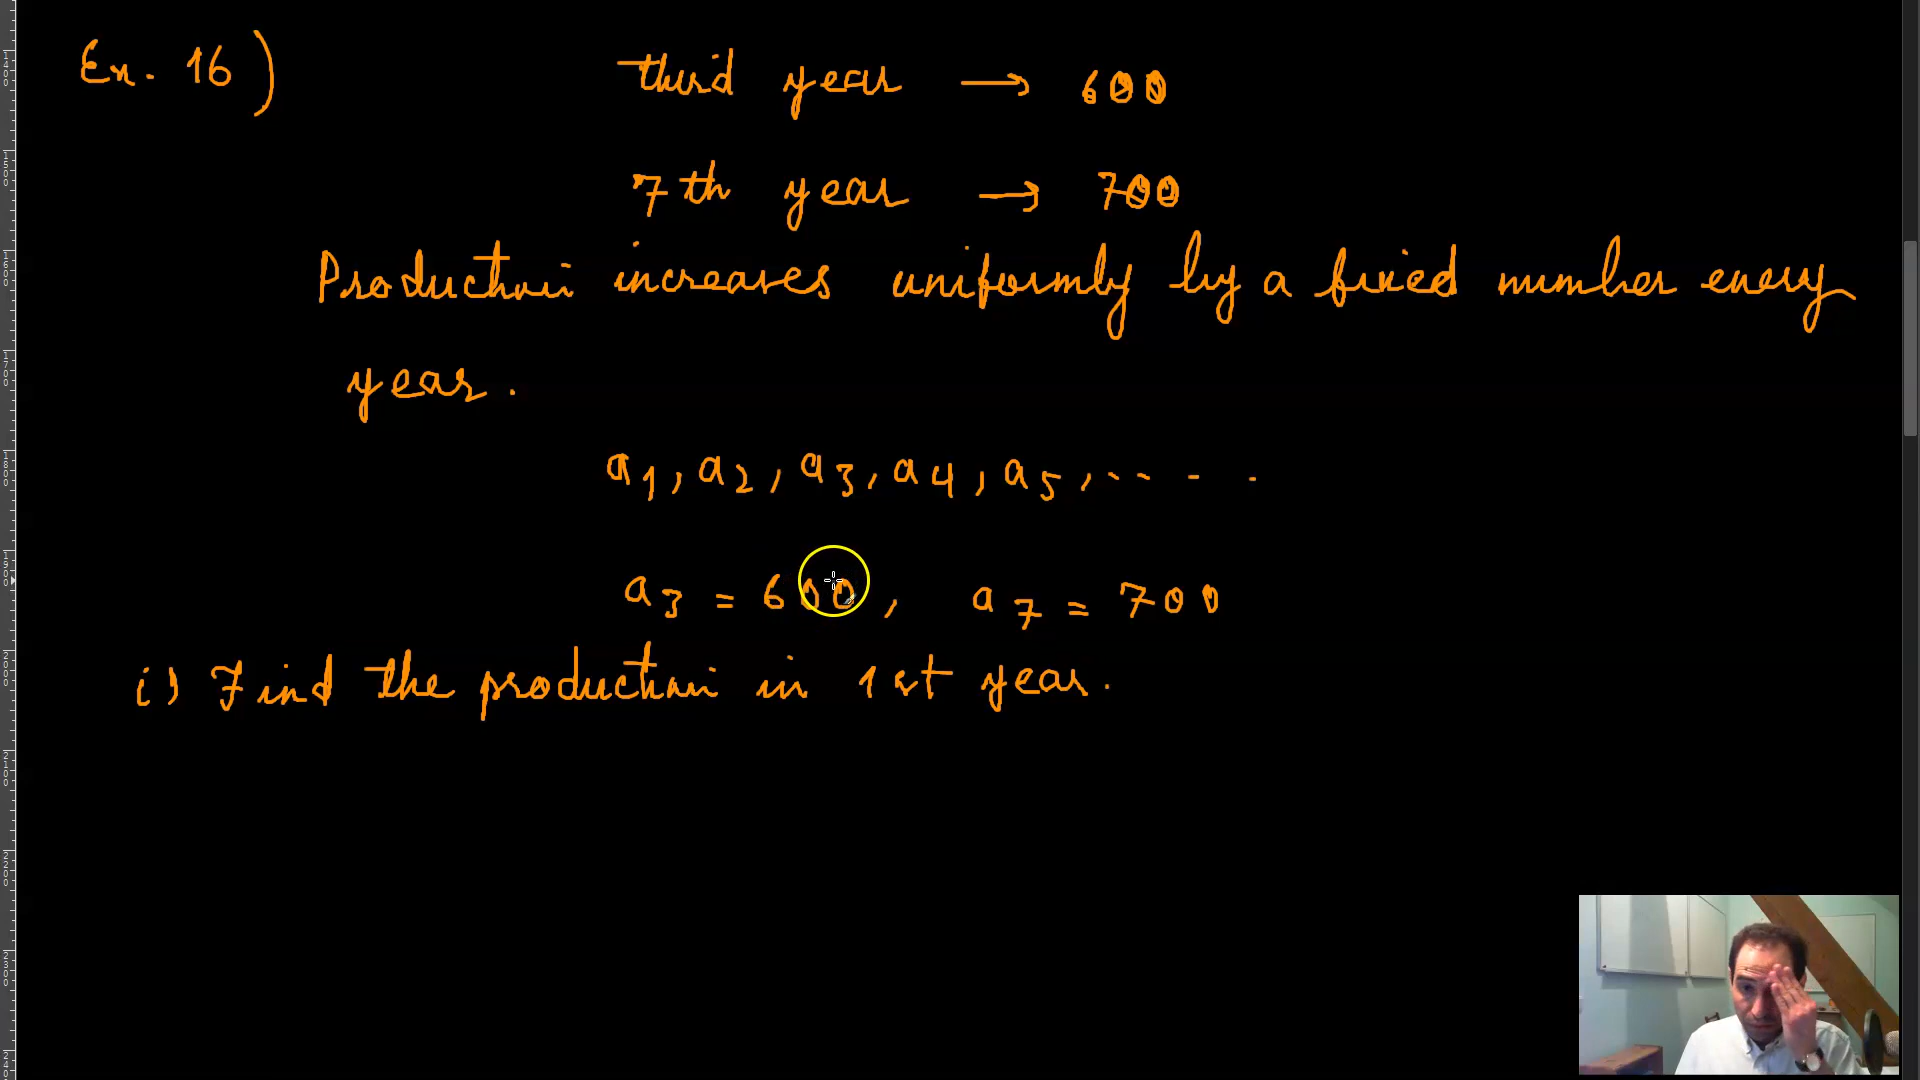 Ex. 16)
third year → 600
7th year → 700
Production increases uniformly by a fixed number every
year.
a1, a2, a3, a4, a5, .. - - .
a3 = 600, a7 = 700
i) Find the production in 1st year.